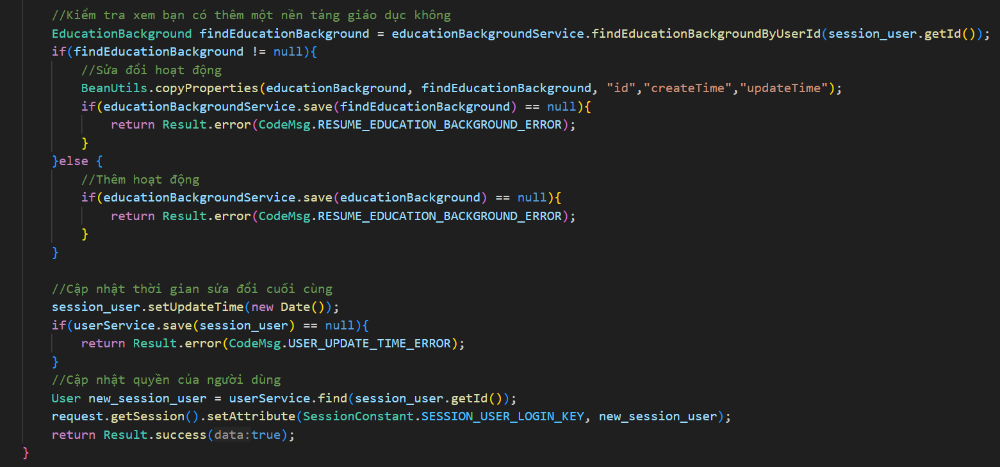 //Kiểm tra xem bạn có thêm một nền tảng giáo dục không
EducationBackground findEducationBackground = educationBackgroundService.findEducationBackgroundByUserId(session_user.getId());
if(findEducationBackground != null){
//Sửa đổi hoạt động
BeanUtils.copyProperties(educationBackground, findEducationBackground, "id","createTime","updateTime");
if(educationBackgroundService.save(findEducationBackground) == null){
return Result.error(CodeMsg.RESUME_EDUCATION_BACKGROUND_ERROR);
}
}else {
//Thêm hoạt động
if(educationBackgroundService.save(educationBackground) == null){
return Result.error(CodeMsg.RESUME_EDUCATION_BACKGROUND_ERROR);
}
}
//Cập nhật thời gian sửa đổi cuối cùng
session_user.setUpdateTime(new Date());
if(userService.save(session_user) == null){
return Result.error(CodeMsg.USER_UPDATE_TIME_ERROR);
}
//Cập nhật quyền của người dùng
User new_session_user = userService.find(session_user.getId());
request.getSession().setAttribute(SessionConstant.SESSION_USER_LOGIN_KEY, new_session_user);
return Result.success(data:true);
}